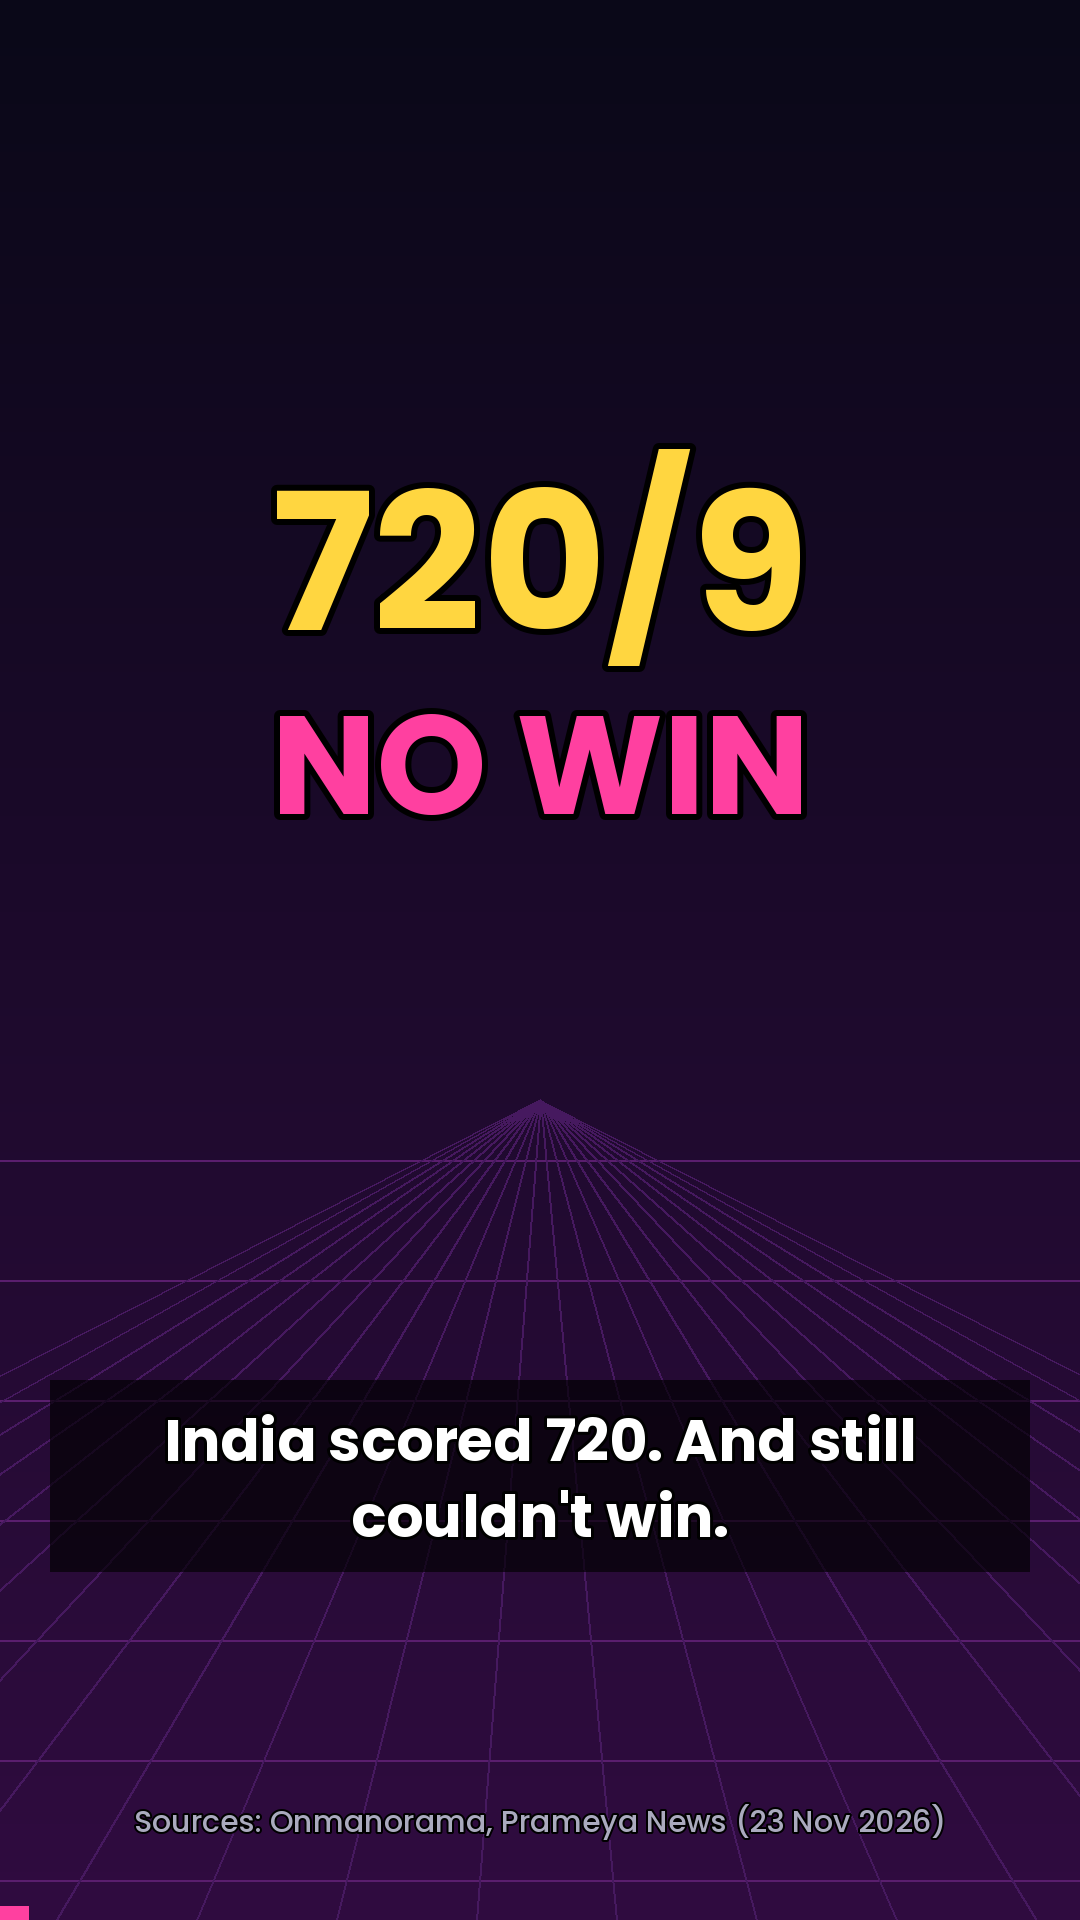 720/9
NO WIN
India scored 720. And still
couldn't win.
Sources: Onmanorama, Prameya News (23 Nov 2026)